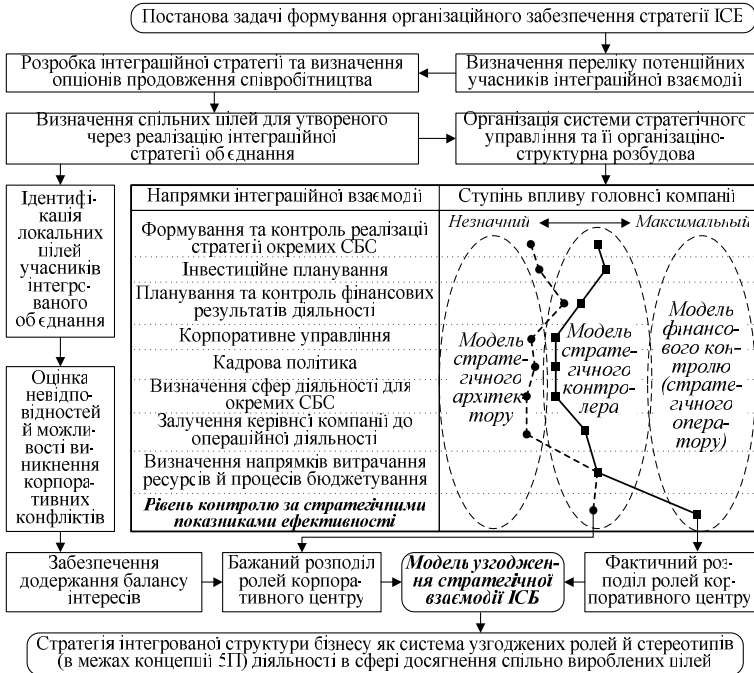 Постанова задачі формування організаційного забезпечення стратегії ІСБ
Розробка інтеграційної стратегії та визначення
опціонів продовження співробітництва
Визначення переліку потенційних
учасників інтеграційної взаємодії
Визначення спільних цілей для утвореного
через реалізацію інтеграційної
стратегії об'єднання
Організація системи стратегічного
управління та її організаціно-
структурна розбудова
Ідентифі-
кація
локальних
цілей
учасників
інтегро-
ваного
об'єднання
Оцінка
невідпо-
відностей
й можли-
вості ви-
никнення
корпора-
тивних
конфліктів
Напрямки інтеграційної взаємодії
Ступінь впливу головної компанії
Незначний
Максимальный
Формування та контроль реалізації
стратегії окремих СБС
Інвестиційне планування
Планування та контроль фінансових
результатів діяльності
Корпоративне управління
Кадрова політика
Визначення сфер діяльності для
окремих СБС
Залучення керівної компанії до
операційної діяльності
Визначення напрямків витрачання
ресурсів й процесів бюджетування
Рівень контролю за стратегічними
показниками ефективності
Модель
страте-
гічного
архітек-
тору
Модель
страте-
гічного
контро-
лера
Модель
фінансо-
вого кон-
тролю
(страте-
гічного
опера-
тору)
Забезпечення
додержання балансу
інтересів
Бажаний розподіл
ролей корпора-
тивного центру
Модель узгоджен-
ня стратегічної
взаємодії ІСБ
Фактичний роз-
поділ ролей кор-
поративного центру
Стратегія інтегрованої структури бізнесу як система узгоджених ролей й стереотипів
(в межах концепції 5П) діяльності в сфері досягнення спільно вироблених цілей